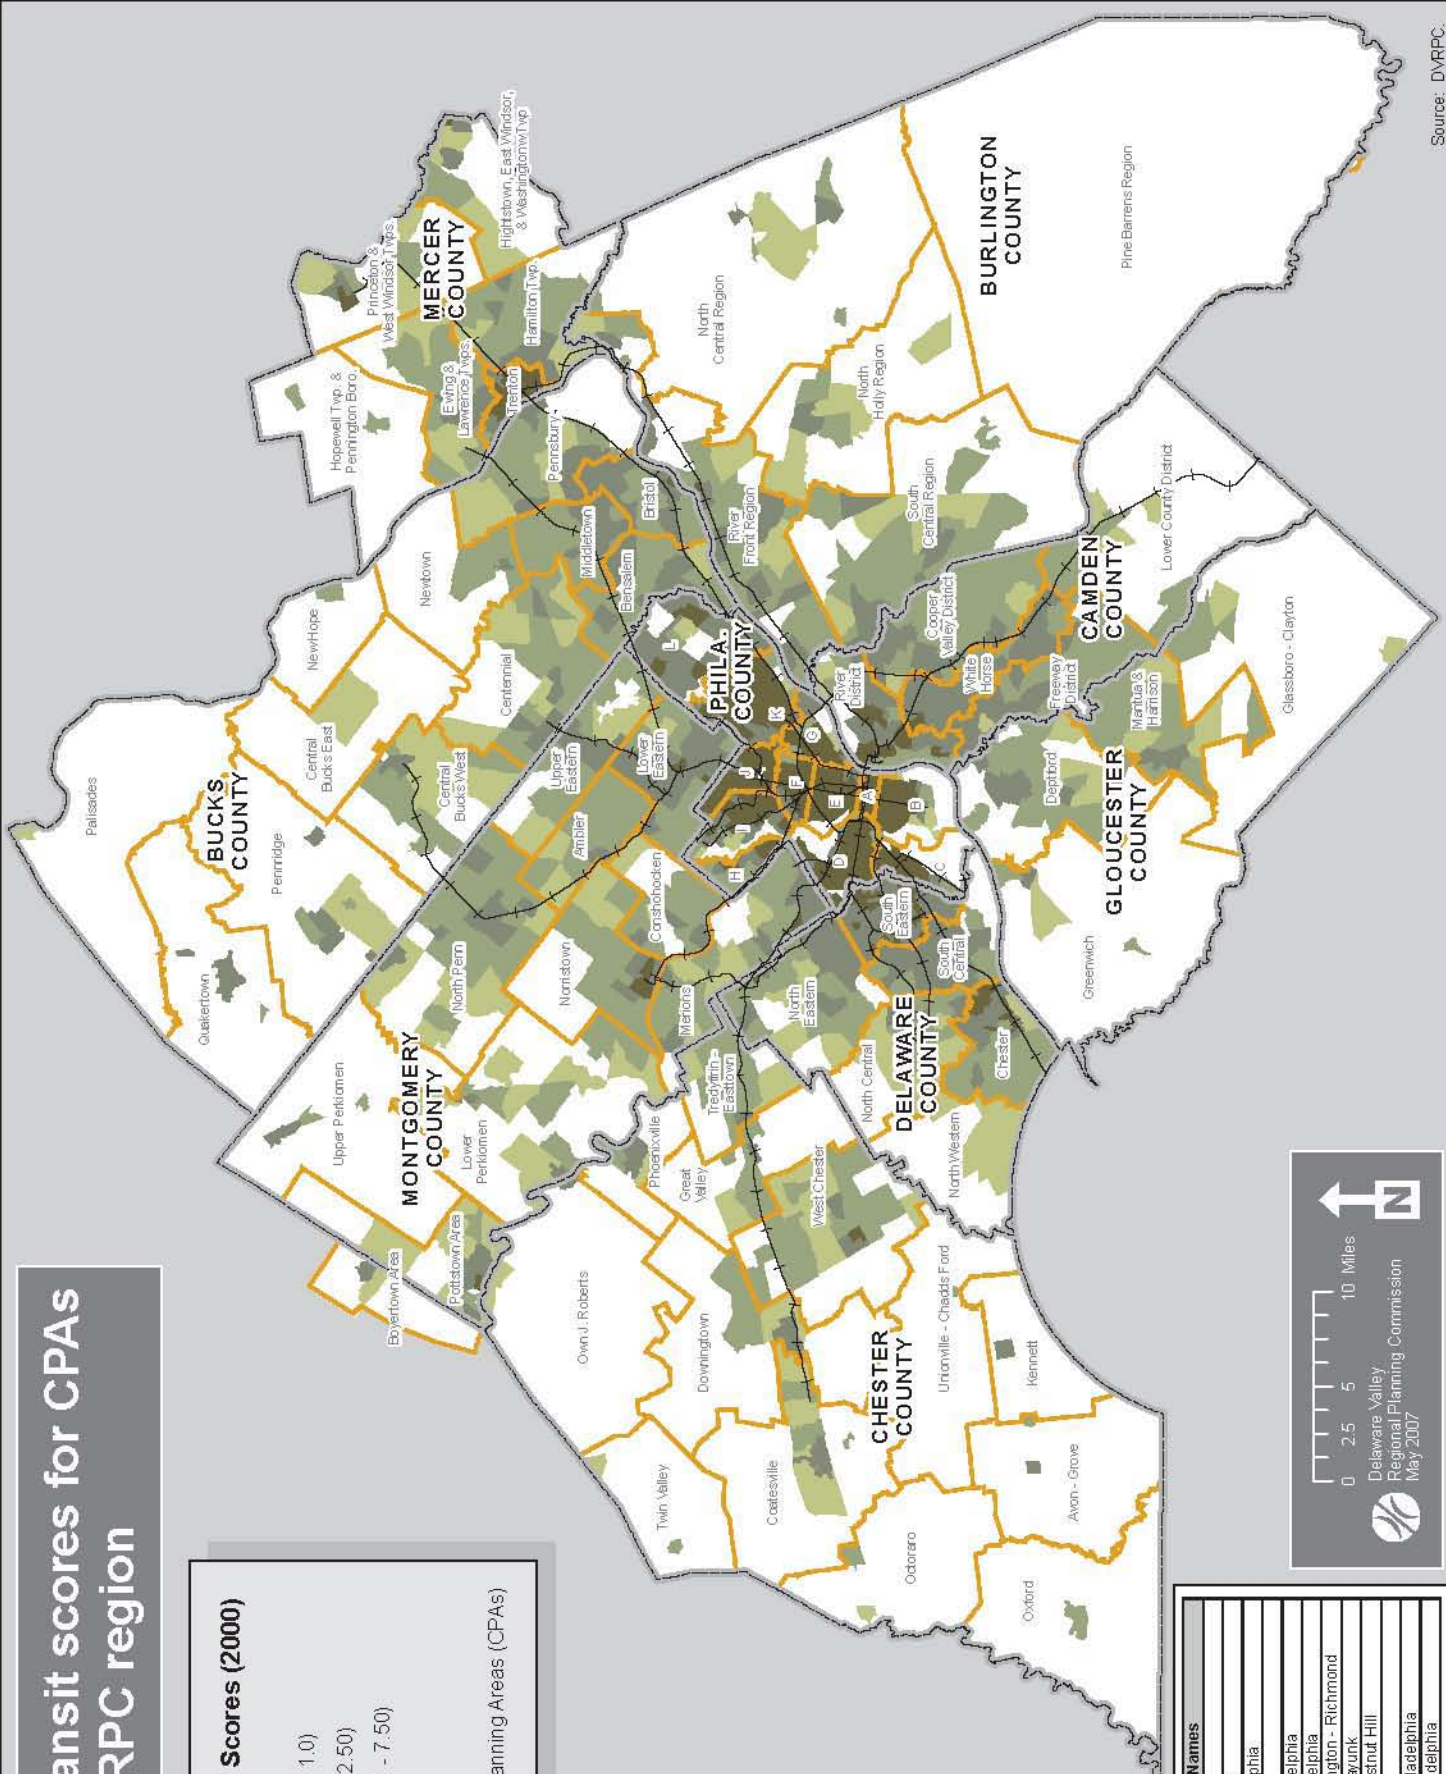 ansit scores for CPAs
RPC region
Scores (2000)
1.0)
2.50)
- 7.50)
anning Areas (CPAs)
Names
phia
elphia
elphia
gton - Richmond
ayunk
stnut Hill
adelphia
delphia
BUCKS
COUNTY
Palisades
Quakertown
Pennridge
Central
Bucks East
New Hope
Central
Bucks West
Newtown
Centennial
Middletown
Bensalem
Bristol
Pennsbury
MERCER
COUNTY
Princeton &
West Windsor Twps.
Hightstown, East Windsor,
& Washington Twp
Hopewell Twp. &
Pennington Boro.
Ewing &
Lawrence Twps.
Trenton
Hamilton Twp.
MONTGOMERY
COUNTY
Upper Perkiomen
Lower
Perkiomen
Boyertown Area
Pottstown Area
North Penn
Norristown
Conshohocken
Ambler
Upper
Eastern
Lower
Eastern
Merions
PHILA.
COUNTY
A
B
C
D
E
F
G
H
I
J
K
L
BURLINGTON
COUNTY
North
Central Region
North
Holly Region
River
Front Region
South
Central Region
Pine Barrens Region
CAMDEN
COUNTY
River
District
Cooper
Valley District
White
Horse
Freeway
District
Lower County District
GLOUCESTER
COUNTY
Deptford
Mantua &
Harrison
Glassboro - Clayton
Greenwich
DELAWARE
COUNTY
North
Eastern
South
Eastern
South
Central
North Central
North Western
Chester
CHESTER
COUNTY
Tredyffrin -
Easttown
Phoenixville
Great
Valley
West Chester
Own J. Roberts
Downingtown
Twin Valley
Coatesville
Unionville - Chadds Ford
Kennett
Avon - Grove
Octoraro
Oxford
0 2.5 5 10 Miles
Delaware Valley
Regional Planning Commission
May 2007
N
Source: DVRPC.